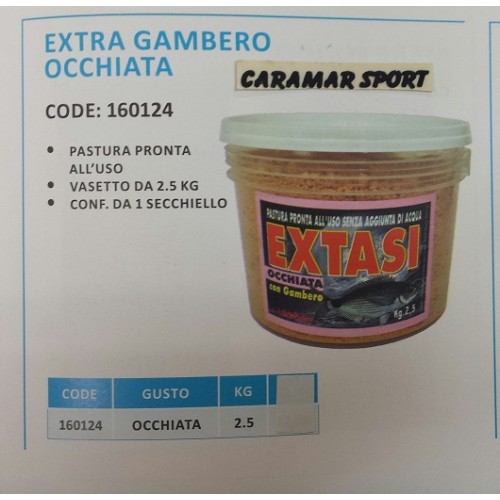 EXTRA GAMBERO
OCCHIATA
CARAMAR SPORT
CODE: 160124
• PASTURA PRONTA
ALL'USO
• VASETTO DA 2.5 KG
• CONF. DA 1 SECCHIELLO
PASTURA PRONTA ALL'USO SENZA AGGIUNTA DI ACQUA
EXTASI
OCCHIATA
con Gambero
Kg. 2,5
CODE GUSTO KG
160124 OCCHIATA 2.5